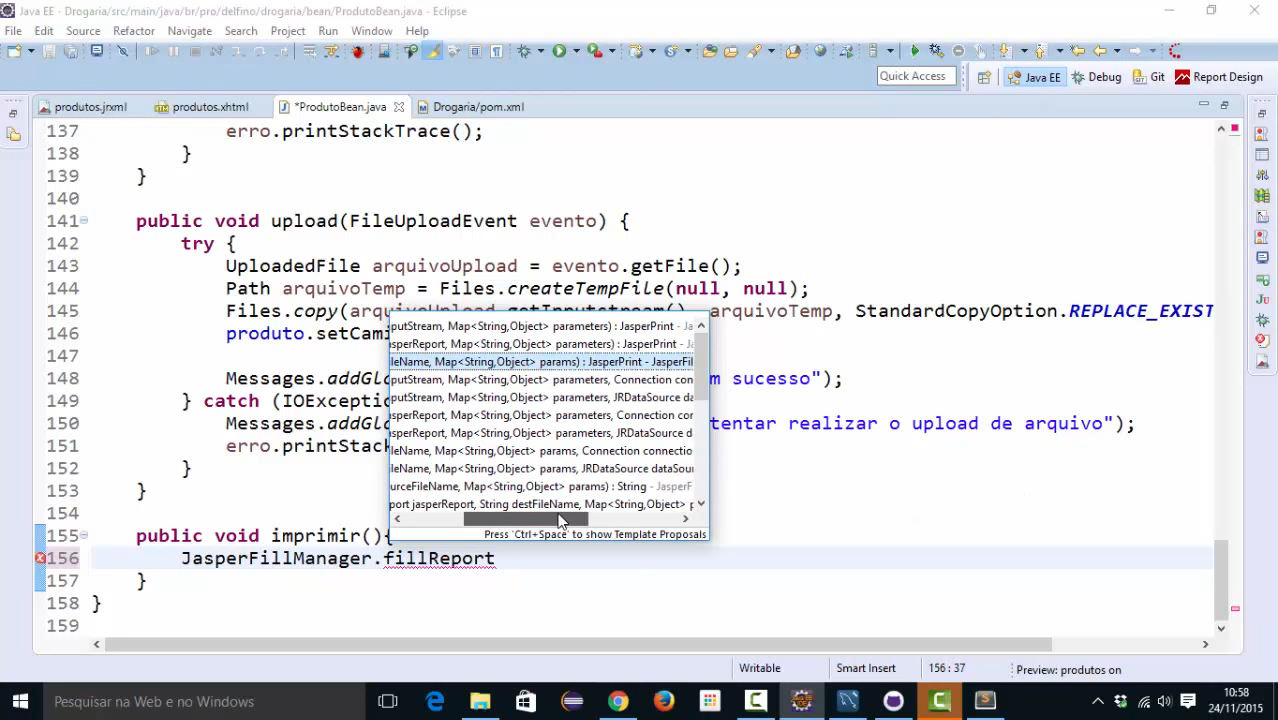 Java EE - Drogaria/src/main/java/br/pro/delfino/drogaria/bean/ProdutoBean.java - Eclipse
File Edit Source Refactor Navigate Search Project Run Window Help
Quick Access Java EE Debug Git Report Design
produtos.jrxml produtos.xhtml *ProdutoBean.java Drogaria/pom.xml
137 erro.printStackTrace();
138 }
139 }
140
141 public void upload(FileUploadEvent evento) {
142 try {
143 UploadedFile arquivoUpload = evento.getFile();
144 Path arquivoTemp = Files.createTempFile(null, null);
145 Files.copy(arquivoUpload.getInputstream(), arquivoTemp, StandardCopyOption.REPLACE_EXIST
putStream, Map<String,Object> parameters) : JasperPrint - Ja
146 produto.setCami
asperReport, Map<String,Object> parameters) : JasperPrint -
leName, Map<String,Object> params) : JasperPrint - JasperFil
148 Messages.addGlo m sucesso");
putStream, Map<String,Object> parameters, Connection con
putStream, Map<String,Object> parameters, JRDataSource da
149 } catch (IOExceptio
asperReport, Map<String,Object> parameters, Connection con
150 Messages.addGlo tentar realizar o upload de arquivo");
asperReport, Map<String,Object> parameters, JRDataSource d
151 erro.printStack
leName, Map<String,Object> params, Connection connectio
152 }
leName, Map<String,Object> params, JRDataSource dataSour
153 }
urceFileName, Map<String,Object> params) : String - JasperF
port jasperReport, String destFileName, Map<String,Object> p
154
Press 'Ctrl+Space' to show Template Proposals
155 public void imprimir(){
156 JasperFillManager.fillReport
157 }
158 }
159
Writable Smart Insert 156 : 37 Preview: produtos on
Pesquisar na Web e no Windows
10:58
24/11/2015